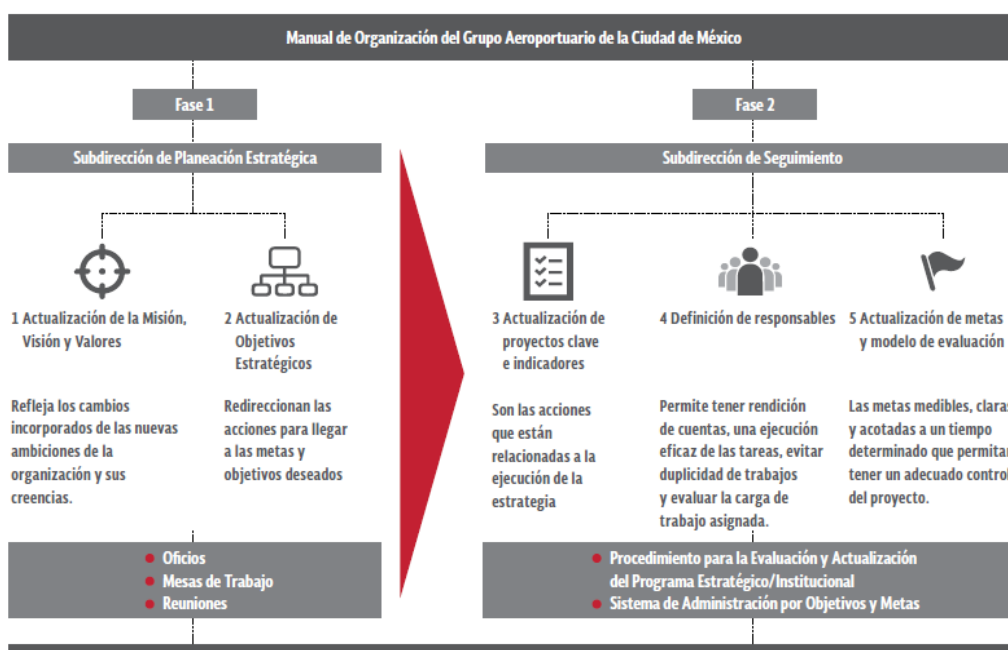 Manual de Organización del Grupo Aeroportuario de la Ciudad de México
Fase 1
Subdirección de Planeación Estratégica
1 Actualización de la Misión,
Visión y Valores
2 Actualización de
Objetivos
Estratégicos
Refleja los cambios
incorporados de las nuevas
ambiciones de la
organización y sus
creencias.
Redireccionan las
acciones para llegar
a las metas y
objetivos deseados
Oficios
Mesas de Trabajo
Reuniones
Fase 2
Subdirección de Seguimiento
3 Actualización de
proyectos clave
e indicadores
4 Definición de responsables
5 Actualización de metas
y modelo de evaluación
Son las acciones
que están
relacionadas a la
ejecución de la
estrategia
Permite tener rendición
de cuentas, una ejecución
eficaz de las tareas, evitar
duplicidad de trabajos
y evaluar la carga de
trabajo asignada.
Las metas medibles, claras
y acotadas a un tiempo
determinado que permitan
tener un adecuado control
del proyecto.
Procedimiento para la Evaluación y Actualización
del Programa Estratégico/Institucional
Sistema de Administración por Objetivos y Metas